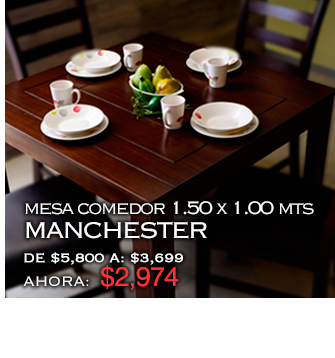 MESA COMEDOR 1.50 X 1.00 MTS
MANCHESTER
DE $5,800 A: $3,699
AHORA: $2,974